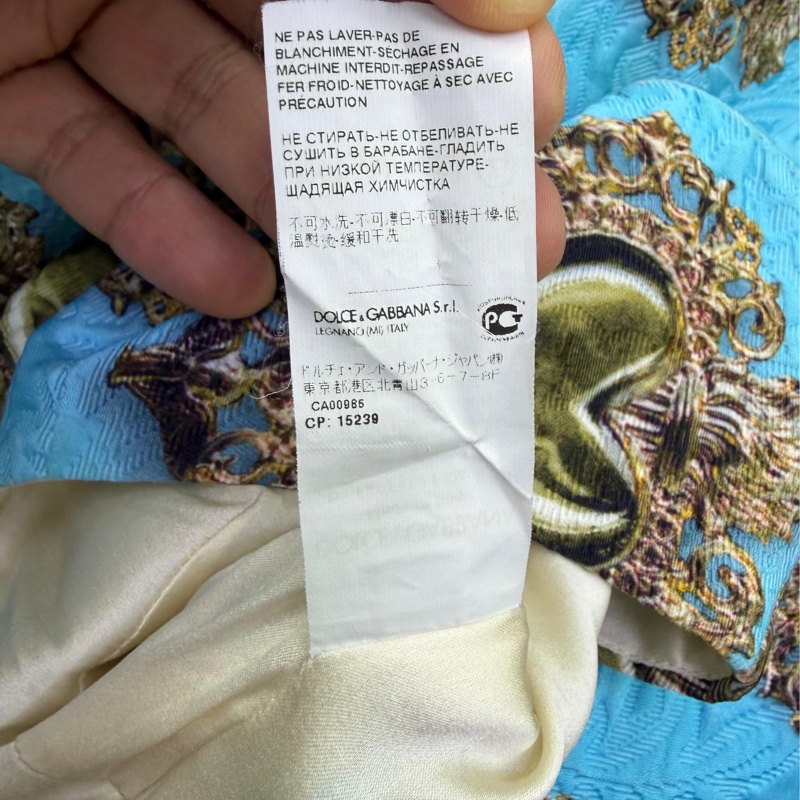 NE PAS LAVER-PAS DE
BLANCHIMENT-SÉCHAGE EN
MACHINE INTERDIT-REPASSAGE
FER FROID-NETTOYAGE À SEC AVEC
PRÉCAUTION
НЕ СТИРАТЬ-НЕ ОТБЕЛИВАТЬ-НЕ
СУШИТЬ В БАРАБАНЕ-ГЛАДИТЬ
ПРИ НИЗКОЙ ТЕМПЕРАТУРЕ-
ЩАДЯЩАЯ ХИМЧИСТКА
不可水洗-不可漂白-不可翻转干燥-低
温熨烫-缓和干洗
DOLCE & GABBANA S.r.l.
LEGNANO (MI) ITALY
РСТ
ドルチェ・アンド・ガッバーナ・ジャパン(株)
東京都港区北青山3-6-7-8F
CA00965
CP: 15239